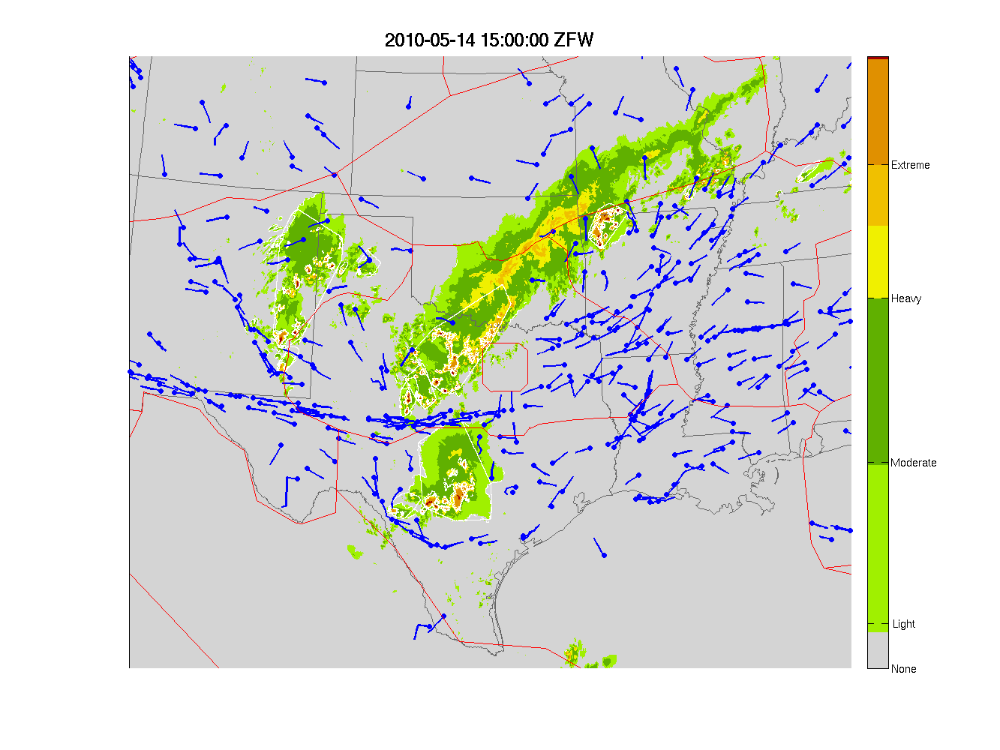 2010-05-14 15:00:00 ZFW
Extreme
Heavy
Moderate
Light
None